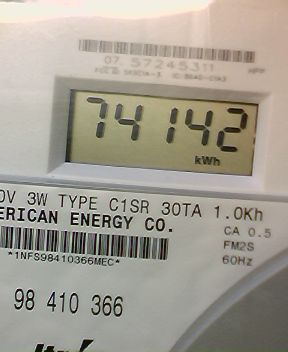 07 57245311
74142
kWh
0V 3W TYPE C1SR 30TA 1.0Kh
ERICAN ENERGY CO.
CA 0.5
FM2S
*1NFS98410366MEC*
60Hz
98 410 366